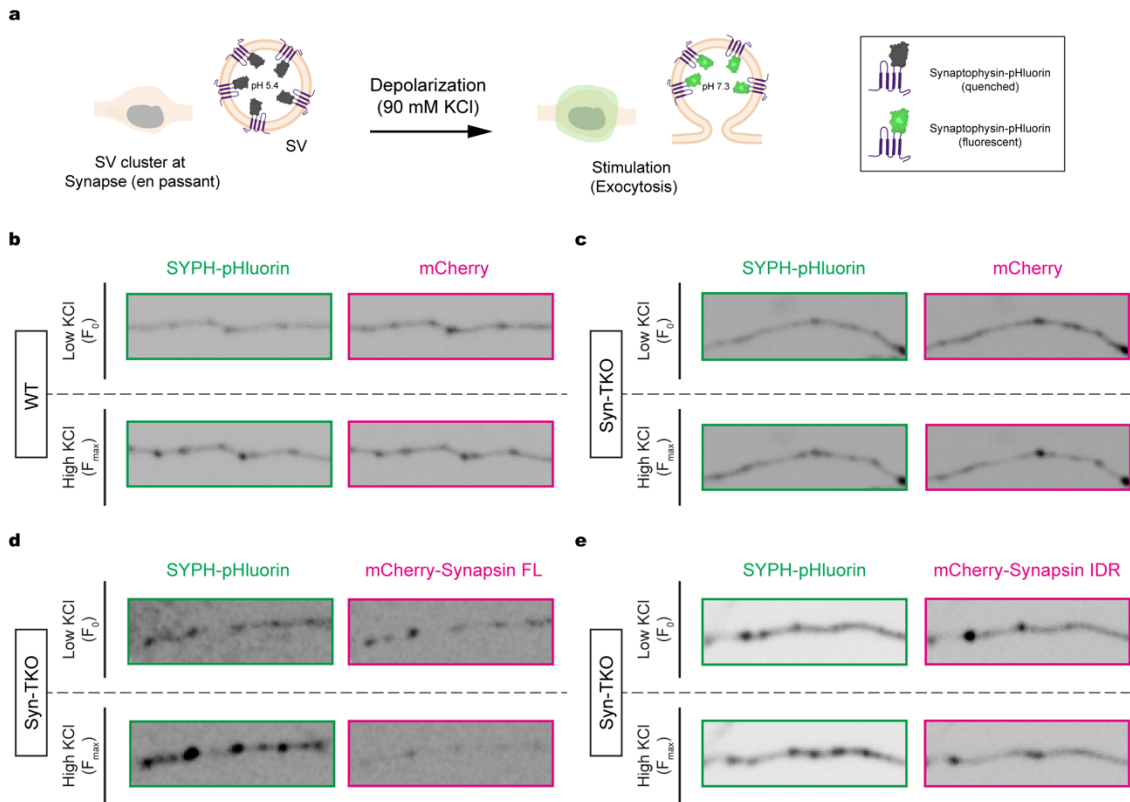 a
pH 5.4
SV
SV cluster at
Synapse (en passant)
Depolarization
(90 mM KCl)
pH 7.3
Stimulation
(Exocytosis)
Synaptophysin-pHluorin
(quenched)
Synaptophysin-pHluorin
(fluorescent)
b
SYPH-pHluorin
mCherry
WT
Low KCl
(F0)
High KCl
(Fmax)
c
SYPH-pHluorin
mCherry
Syn-TKO
Low KCl
(F0)
High KCl
(Fmax)
d
SYPH-pHluorin
mCherry-Synapsin FL
Syn-TKO
Low KCl
(F0)
High KCl
(Fmax)
e
SYPH-pHluorin
mCherry-Synapsin IDR
Syn-TKO
Low KCl
(F0)
High KCl
(Fmax)